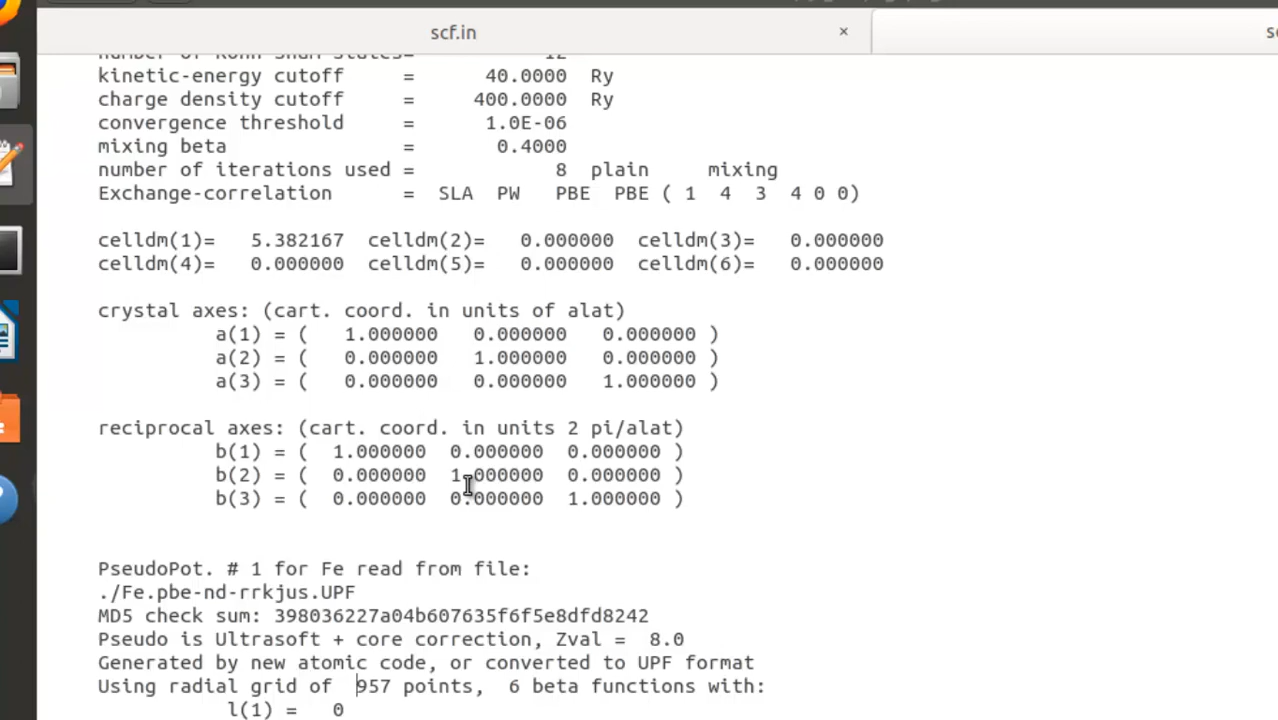 scf.in × sc
number of Kohn-Sham states= 12
kinetic-energy cutoff = 40.0000 Ry
charge density cutoff = 400.0000 Ry
convergence threshold = 1.0E-06
mixing beta = 0.4000
number of iterations used = 8 plain mixing
Exchange-correlation = SLA PW PBE PBE ( 1 4 3 4 0 0)
celldm(1)= 5.382167 celldm(2)= 0.000000 celldm(3)= 0.000000
celldm(4)= 0.000000 celldm(5)= 0.000000 celldm(6)= 0.000000
crystal axes: (cart. coord. in units of alat)
a(1) = ( 1.000000 0.000000 0.000000 )
a(2) = ( 0.000000 1.000000 0.000000 )
a(3) = ( 0.000000 0.000000 1.000000 )
reciprocal axes: (cart. coord. in units 2 pi/alat)
b(1) = ( 1.000000 0.000000 0.000000 )
b(2) = ( 0.000000 1.000000 0.000000 )
b(3) = ( 0.000000 0.000000 1.000000 )
PseudoPot. # 1 for Fe read from file:
./Fe.pbe-nd-rrkjus.UPF
MD5 check sum: 398036227a04b607635f6f5e8dfd8242
Pseudo is Ultrasoft + core correction, Zval = 8.0
Generated by new atomic code, or converted to UPF format
Using radial grid of 957 points, 6 beta functions with:
l(1) = 0